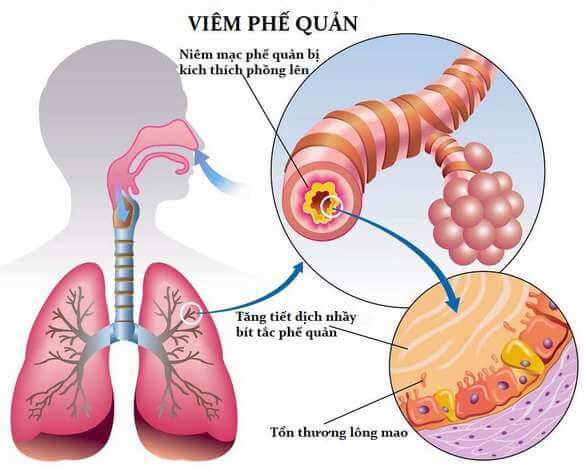 VIÊM PHẾ QUẢN
Niêm mạc phế quản bị
kích thích phồng lên
Tăng tiết dịch nhầy
bít tắc phế quản
Tổn thương lông mao